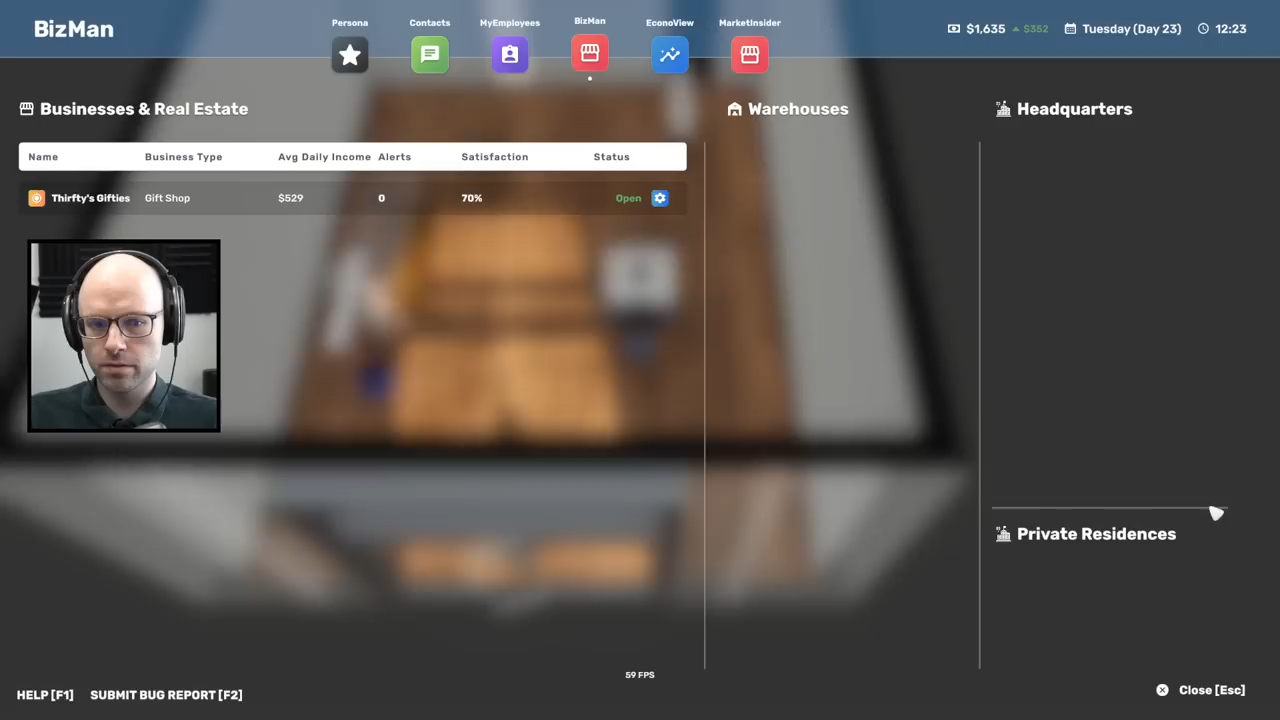 BizMan
Persona
Contacts
MyEmployees
BizMan
EconoView
MarketInsider
$1,635 $352
Tuesday (Day 23)
12:23
Businesses & Real Estate
Warehouses
Headquarters
Name Business Type Avg Daily Income Alerts Satisfaction Status
Thirfty's Gifties Gift Shop $529 0 70% Open
Private Residences
59 FPS
HELP [F1] SUBMIT BUG REPORT [F2]
Close [Esc]